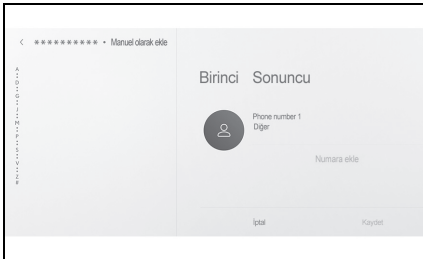 < ********** • Manuel olarak ekle
A
D
G
J
M
P
S
V
Z
Birinci Sonuncu
Phone number 1
Diğer
Numara ekle
İptal
Kaydet